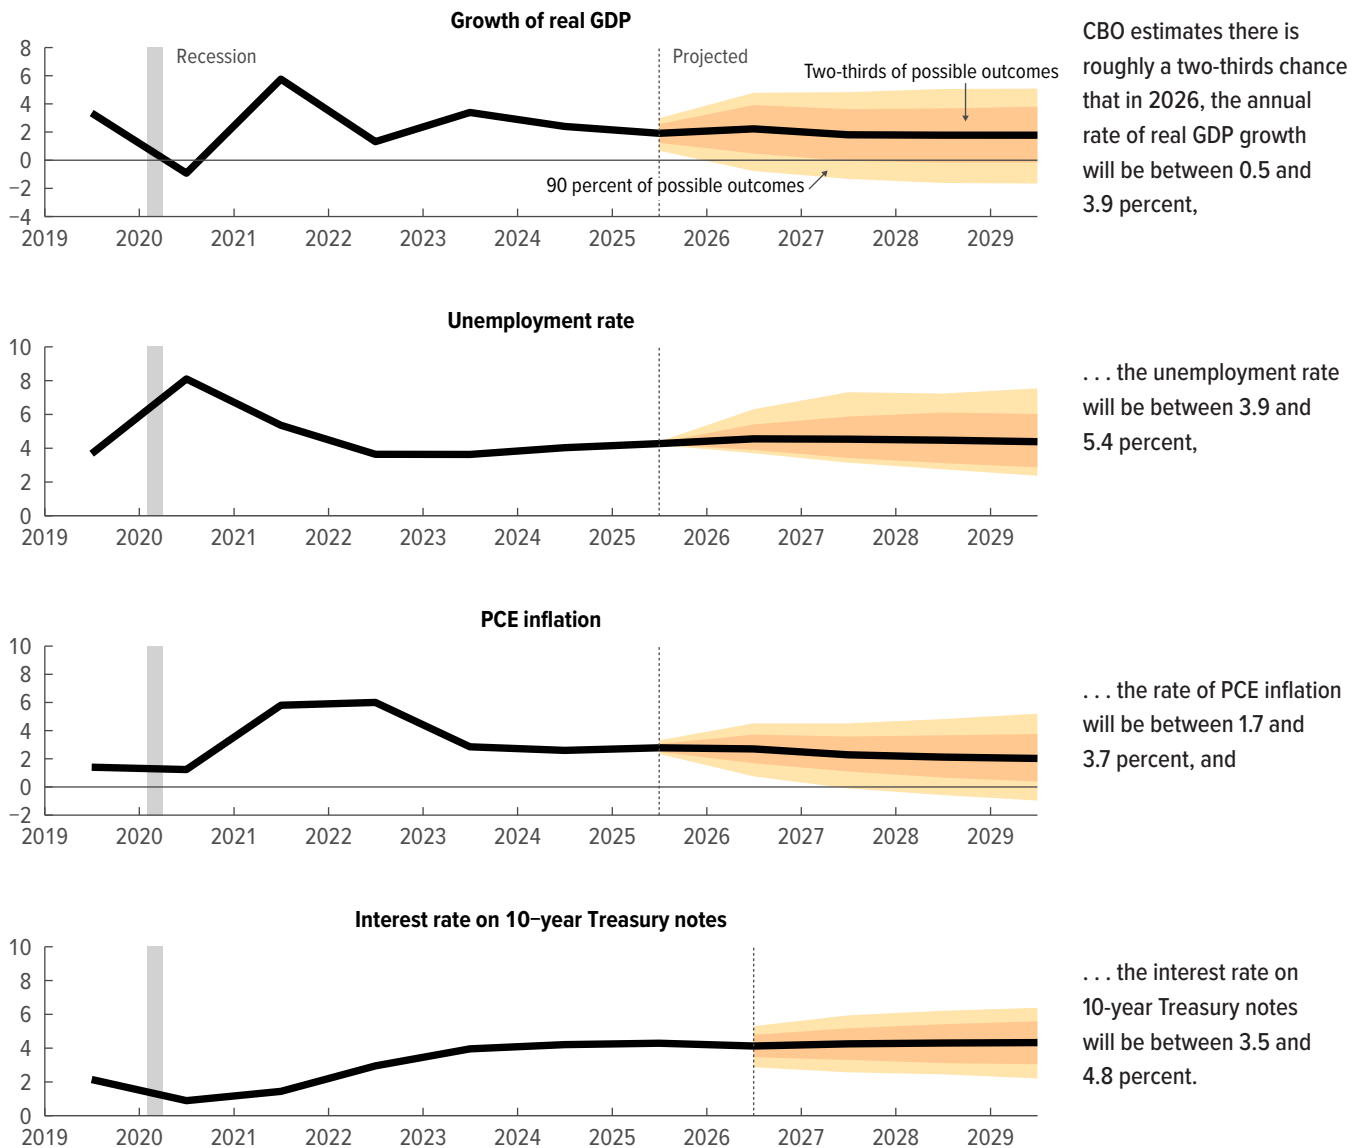 Growth of real GDP
8
6
4
2
0
−2
−4
Recession
Projected
Two-thirds of possible outcomes
90 percent of possible outcomes
2019 2020 2021 2022 2023 2024 2025 2026 2027 2028 2029
CBO estimates there is
roughly a two-thirds chance
that in 2026, the annual
rate of real GDP growth
will be between 0.5 and
3.9 percent,
Unemployment rate
10
8
6
4
2
0
2019 2020 2021 2022 2023 2024 2025 2026 2027 2028 2029
. . . the unemployment rate
will be between 3.9 and
5.4 percent,
PCE inflation
10
8
6
4
2
0
−2
2019 2020 2021 2022 2023 2024 2025 2026 2027 2028 2029
. . . the rate of PCE inflation
will be between 1.7 and
3.7 percent, and
Interest rate on 10−year Treasury notes
10
8
6
4
2
0
2019 2020 2021 2022 2023 2024 2025 2026 2027 2028 2029
. . . the interest rate on
10-year Treasury notes
will be between 3.5 and
4.8 percent.